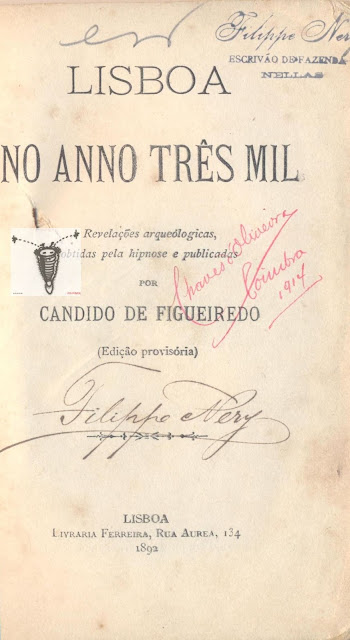 Filippe Nery
ESCRIVÃO DE FAZENDA
NELLAS
LISBOA
NO ANNO TRÊS MIL
Revelações arqueólogicas,
obtidas pela hipnose e publicadas
POR
CANDIDO DE FIGUEIREDO
(Edição provisória)
Chaves d'Oliveira
Coimbra
1914
Filippe Nery
LISBOA
LIVRARIA FERREIRA, RUA AUREA, 134
1892